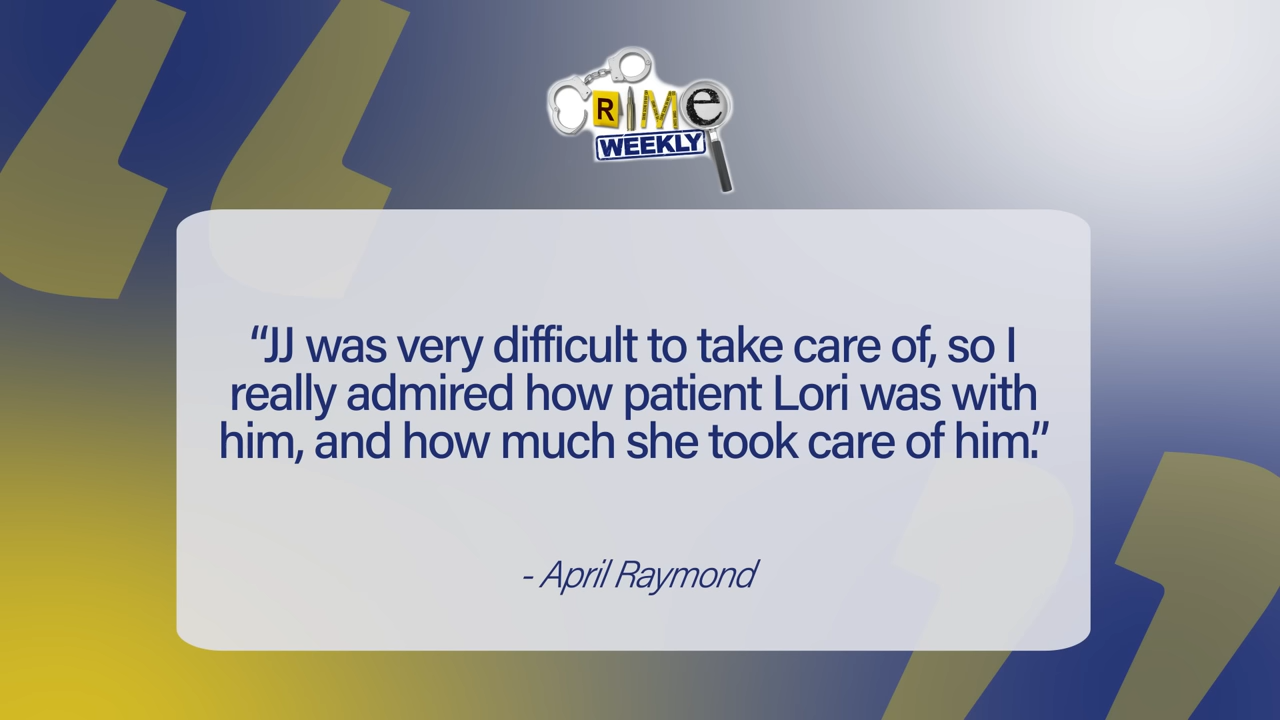 CRIMe
WEEKLY
“JJ was very difficult to take care of, so I
really admired how patient Lori was with
him, and how much she took care of him.”
- April Raymond